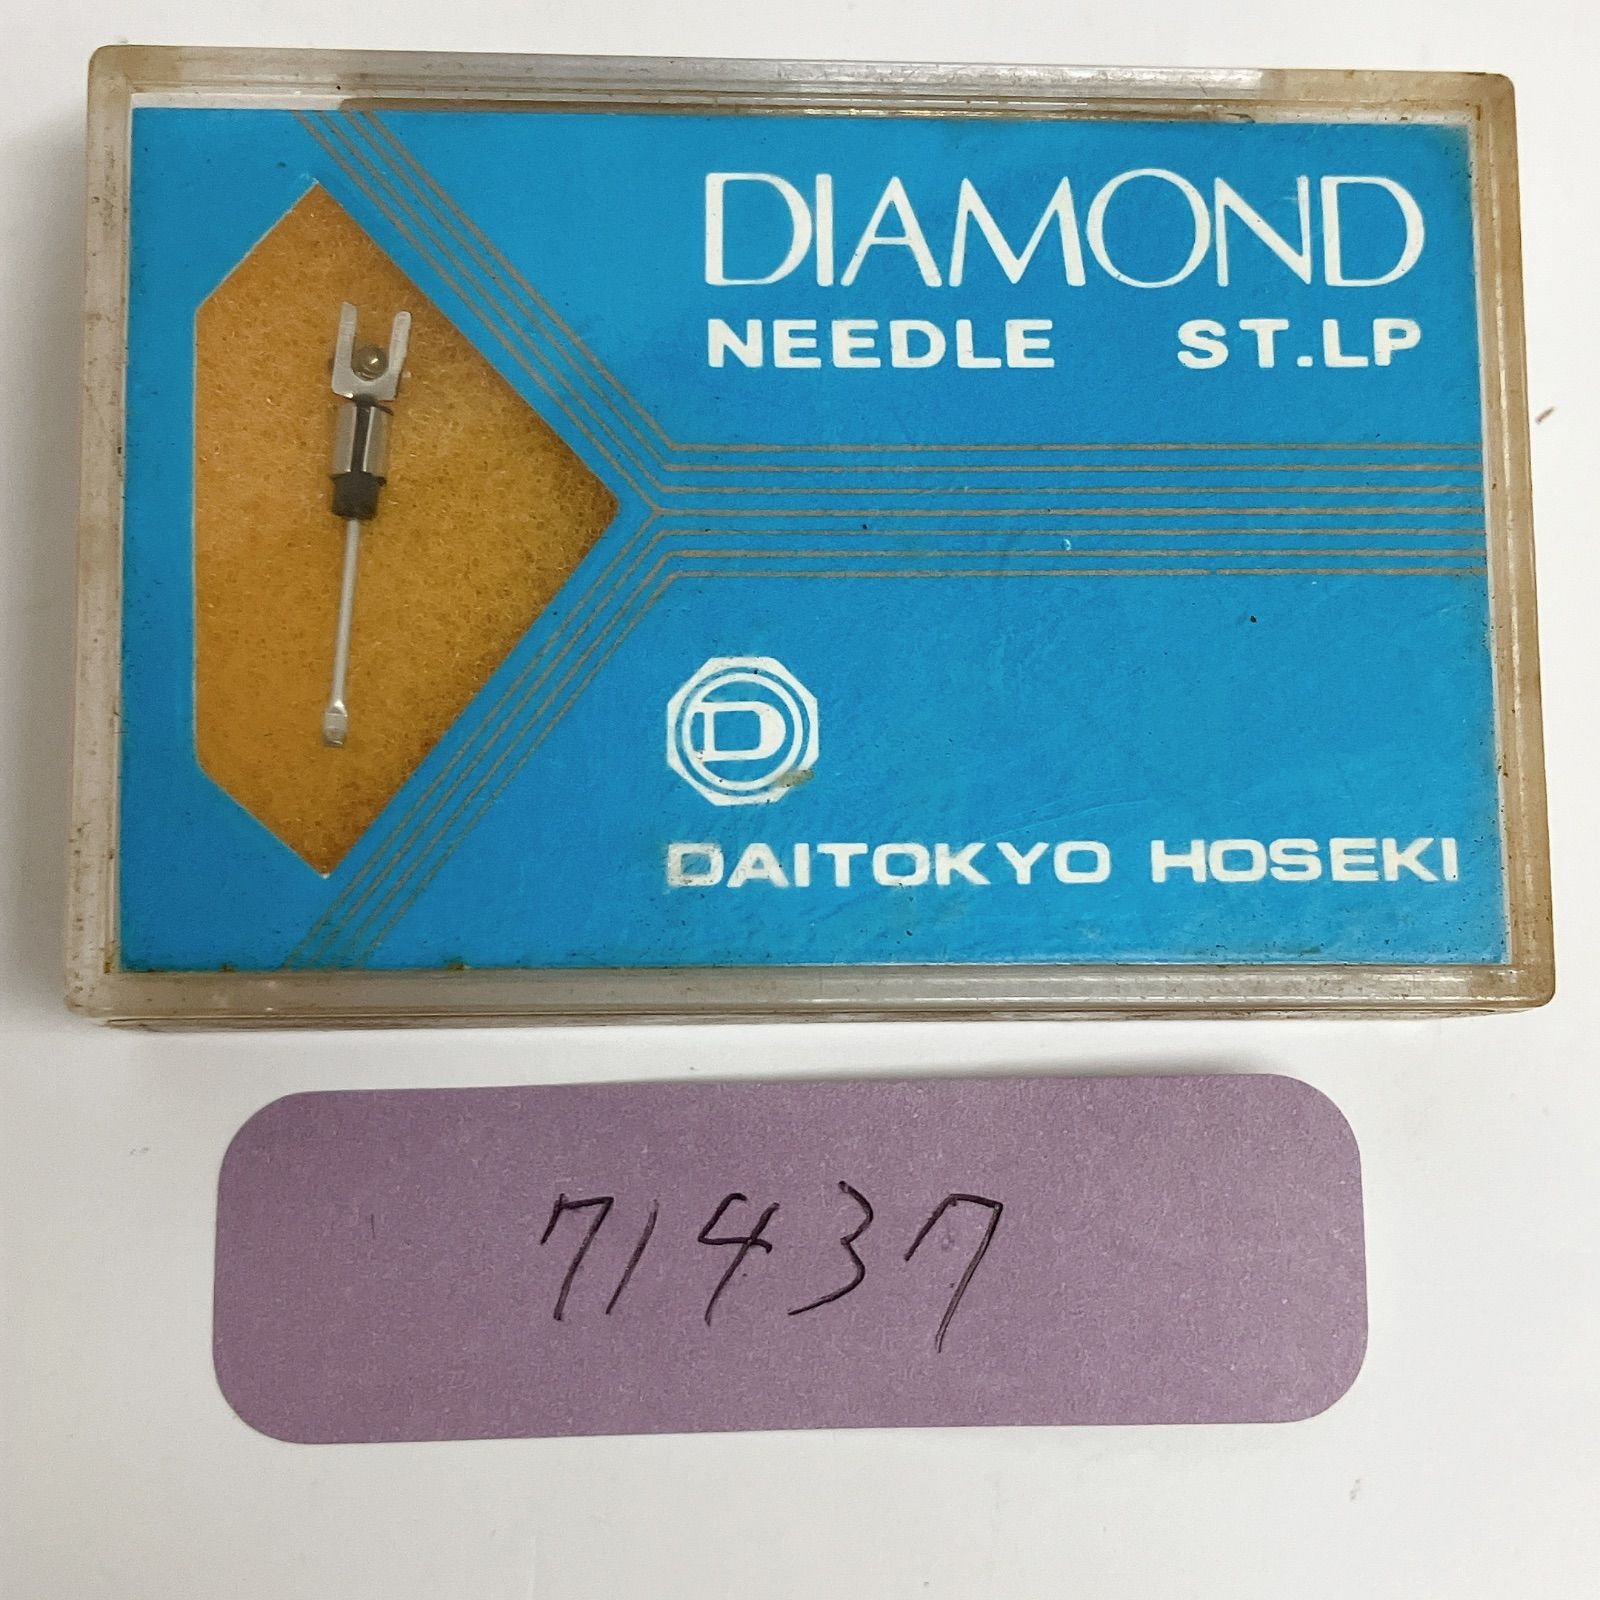 DIAMOND
NEEDLE ST.LP
D
DAITOKYO HOSEKI
71437